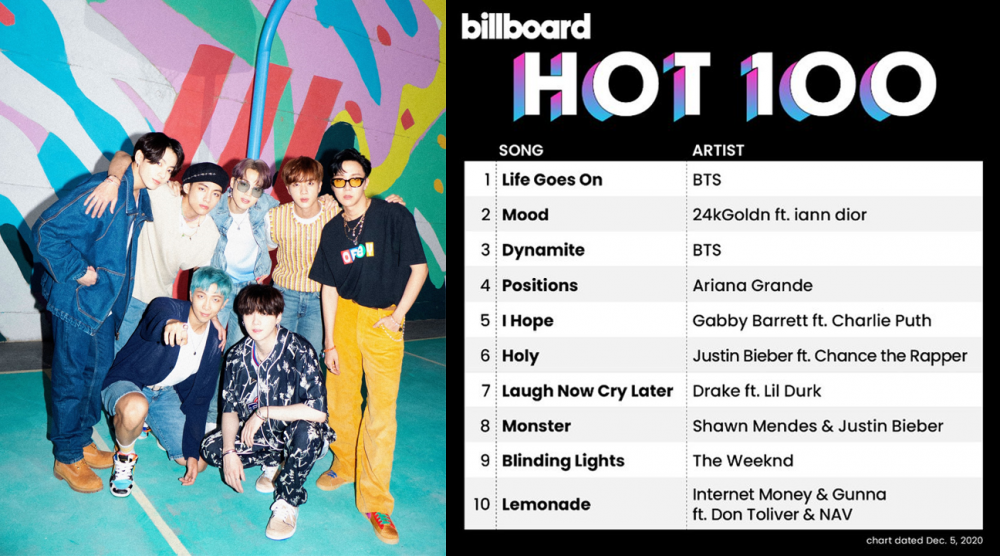 billboard
HOT 100
SONG ARTIST
1 Life Goes On BTS
2 Mood 24kGoldn ft. iann dior
3 Dynamite BTS
4 Positions Ariana Grande
5 I Hope Gabby Barrett ft. Charlie Puth
6 Holy Justin Bieber ft. Chance the Rapper
7 Laugh Now Cry Later Drake ft. Lil Durk
8 Monster Shawn Mendes & Justin Bieber
9 Blinding Lights The Weeknd
10 Lemonade Internet Money & Gunna
ft. Don Toliver & NAV
chart dated Dec. 5, 2020